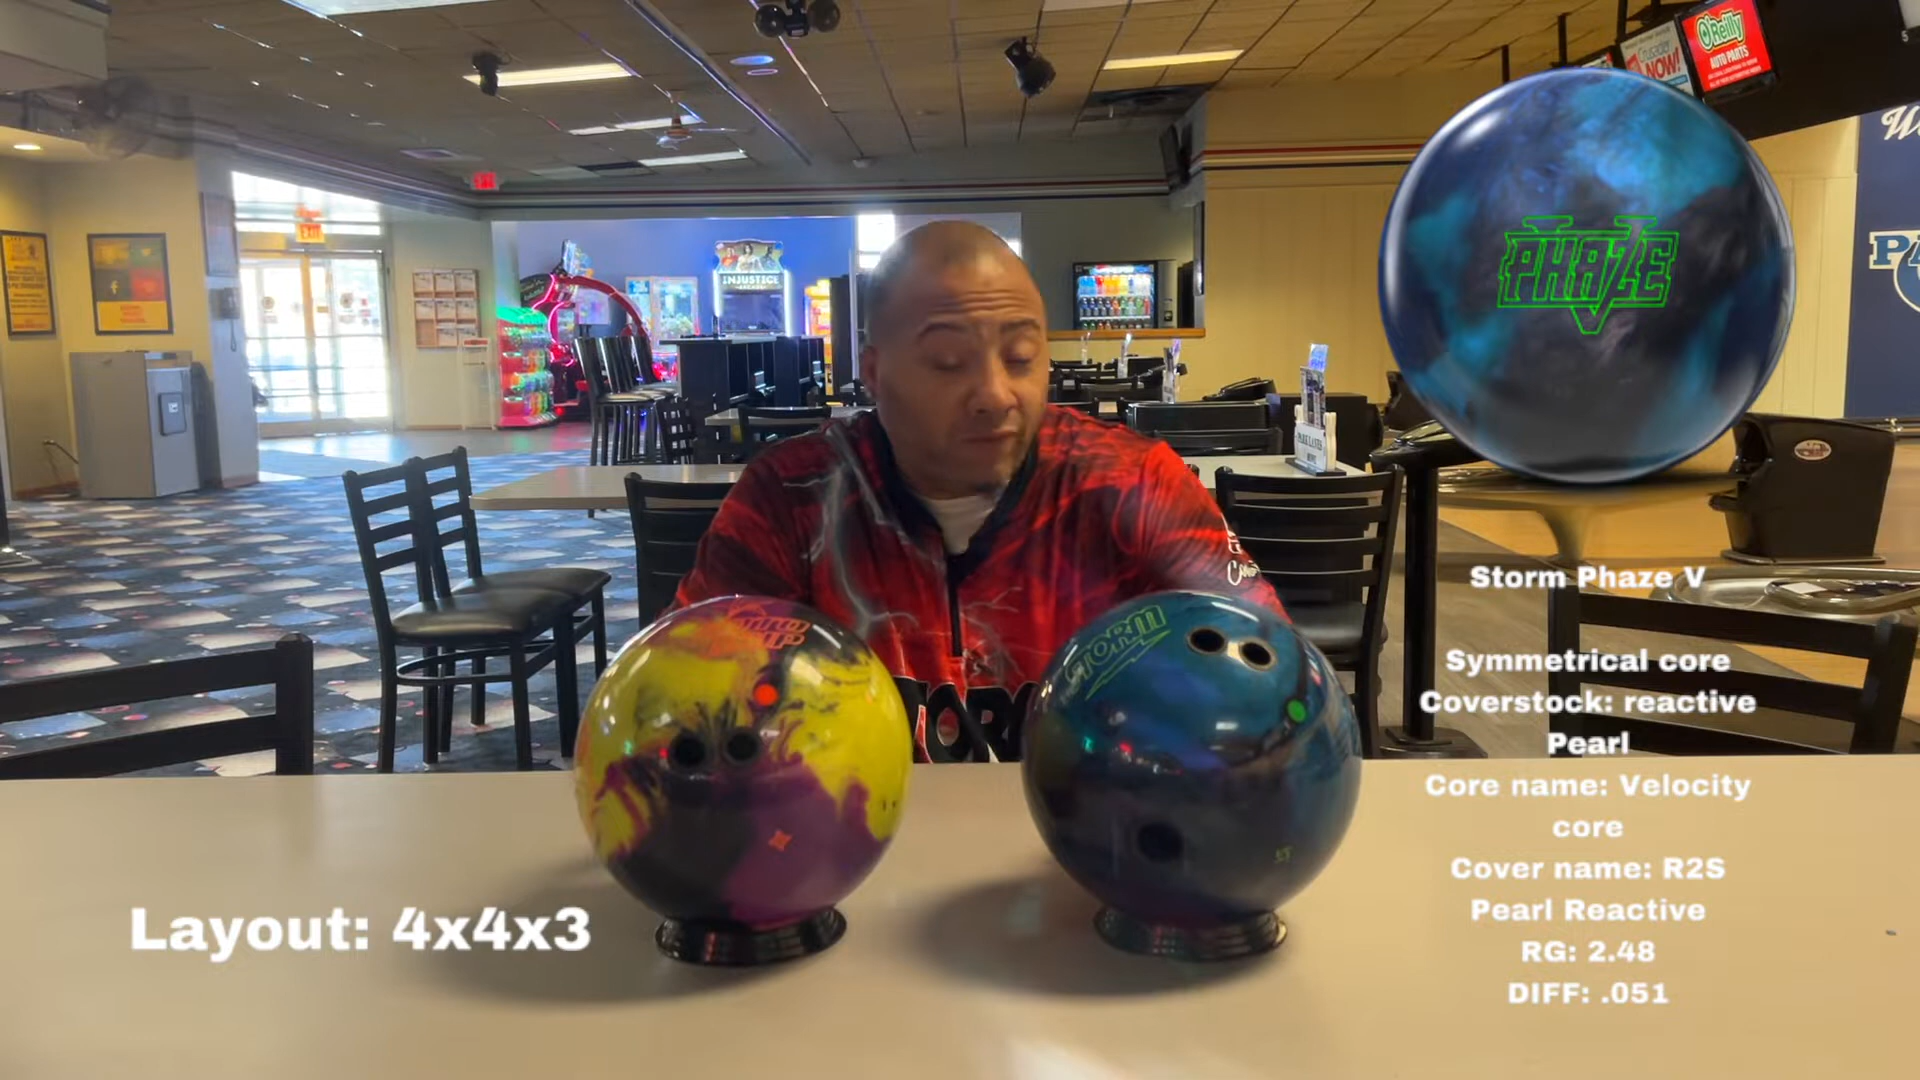 O'Reilly
AUTO PARTS
NOW!
EXIT
INJUSTICE
ARCADE
PHAZE
V
STORM
Storm Phaze V
Symmetrical core
Coverstock: reactive
Pearl
Core name: Velocity
core
Cover name: R2S
Pearl Reactive
RG: 2.48
DIFF: .051
Layout: 4x4x3